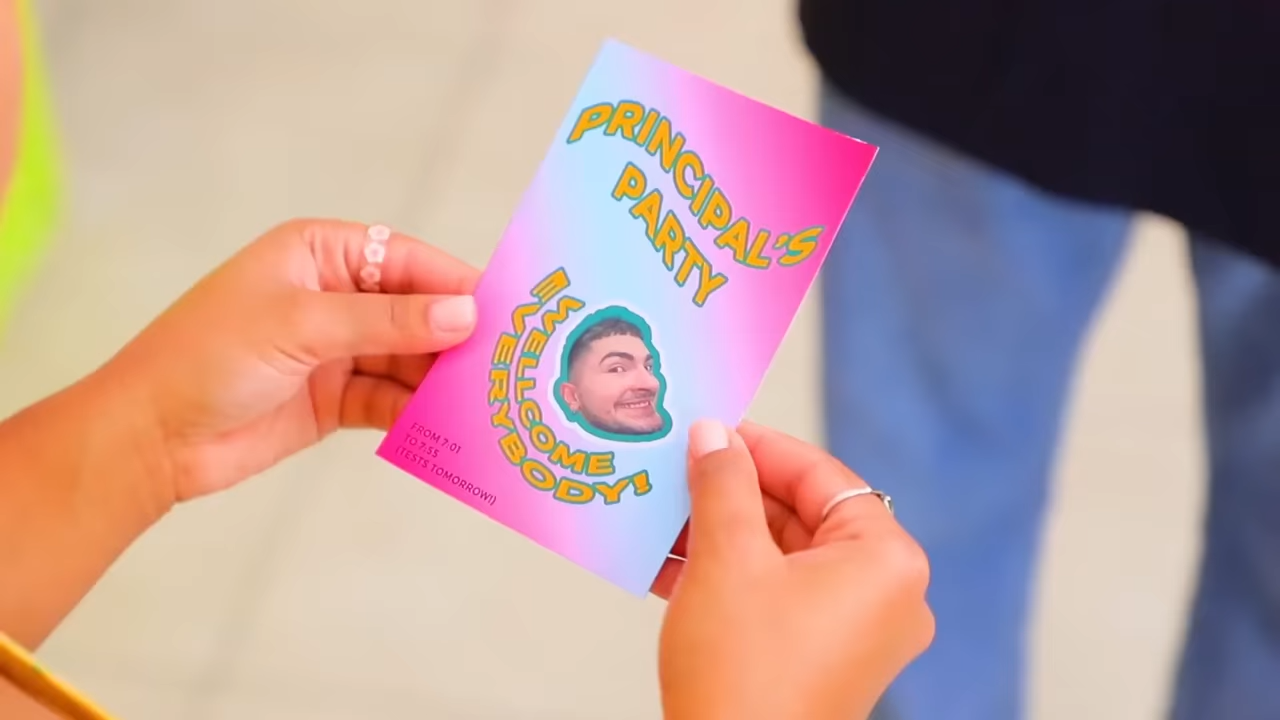 PRINCIPAL'S
PARTY
WELLCOME
EVERYBODY!
FROM 7:01
TO 7:55
(TESTS TOMORROW!)